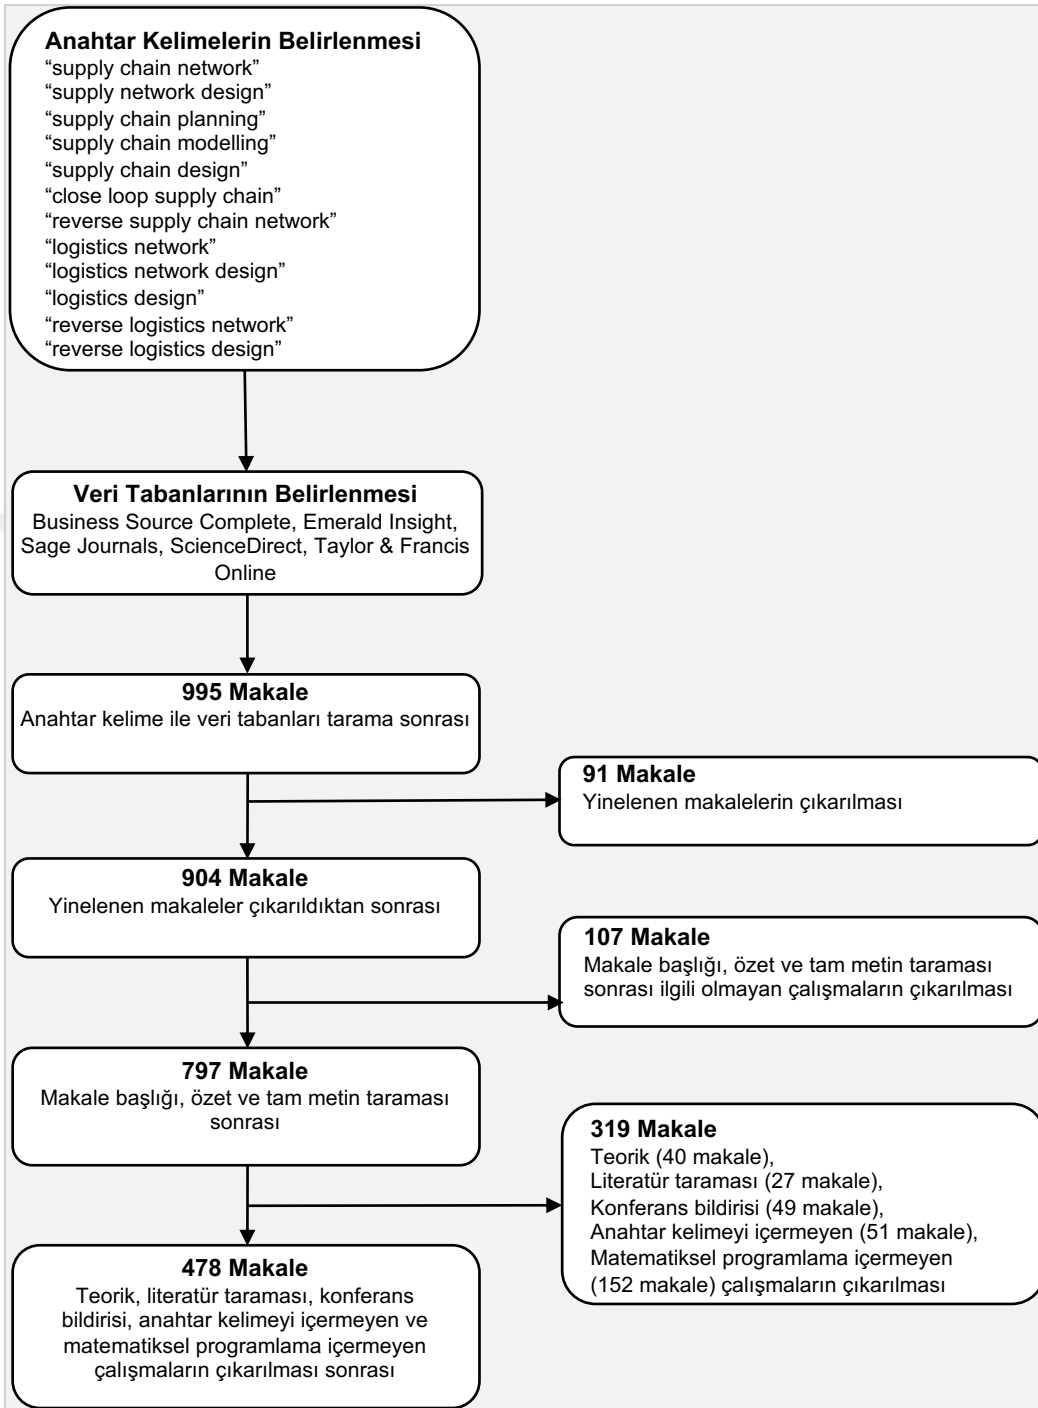 Anahtar Kelimelerin Belirlenmesi
“supply chain network”
“supply network design”
“supply chain planning”
“supply chain modelling”
“supply chain design”
“close loop supply chain”
“reverse supply chain network”
“logistics network”
“logistics network design”
“logistics design”
“reverse logistics network”
“reverse logistics design”
Veri Tabanlarının Belirlenmesi
Business Source Complete, Emerald Insight,
Sage Journals, ScienceDirect, Taylor & Francis
Online
995 Makale
Anahtar kelime ile veri tabanları tarama sonrası
91 Makale
Yinelenen makalelerin çıkarılması
904 Makale
Yinelenen makaleler çıkarıldıktan sonrası
107 Makale
Makale başlığı, özet ve tam metin taraması
sonrası ilgili olmayan çalışmaların çıkarılması
797 Makale
Makale başlığı, özet ve tam metin taraması
sonrası
319 Makale
Teorik (40 makale),
Literatür taraması (27 makale),
Konferans bildirisi (49 makale),
Anahtar kelimeyi içermeyen (51 makale),
Matematiksel programlama içermeyen
(152 makale) çalışmaların çıkarılması
478 Makale
Teorik, literatür taraması, konferans
bildirisi, anahtar kelimeyi içermeyen ve
matematiksel programlama içermeyen
çalışmaların çıkarılması sonrası